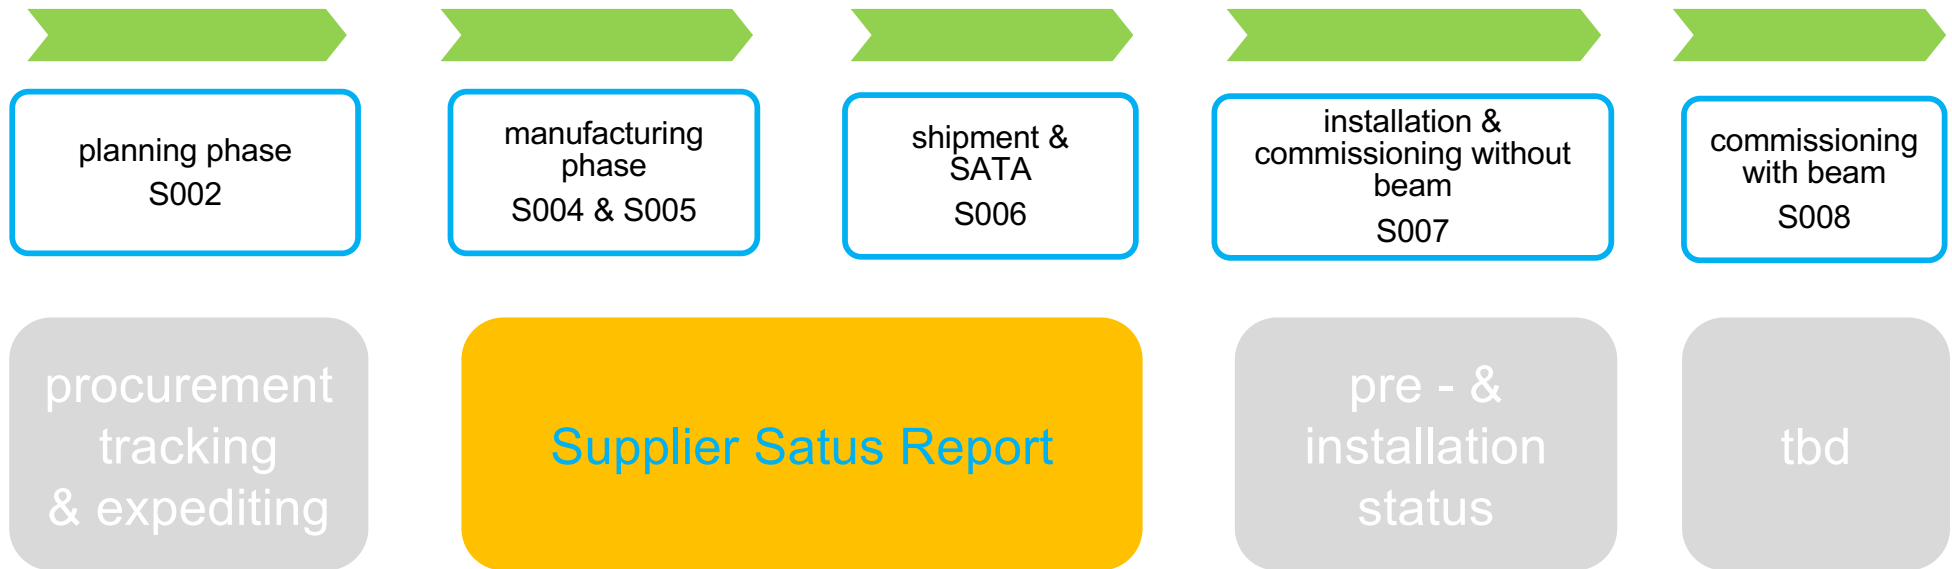 planning phase
S002
manufacturing
phase
S004 & S005
shipment &
SATA
S006
installation &
commissioning without
beam
S007
commissioning
with beam
S008
procurement
tracking
& expediting
Supplier Satus Report
pre - &
installation
status
tbd